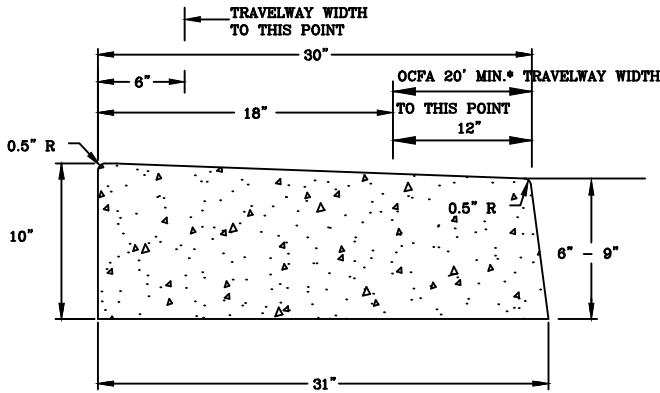 TRAVELWAY WIDTH
TO THIS POINT
30"
6"
OCFA 20' MIN.* TRAVELWAY WIDTH
18"
TO THIS POINT
12"
0.5" R
0.5" R
10"
6" - 9"
31"